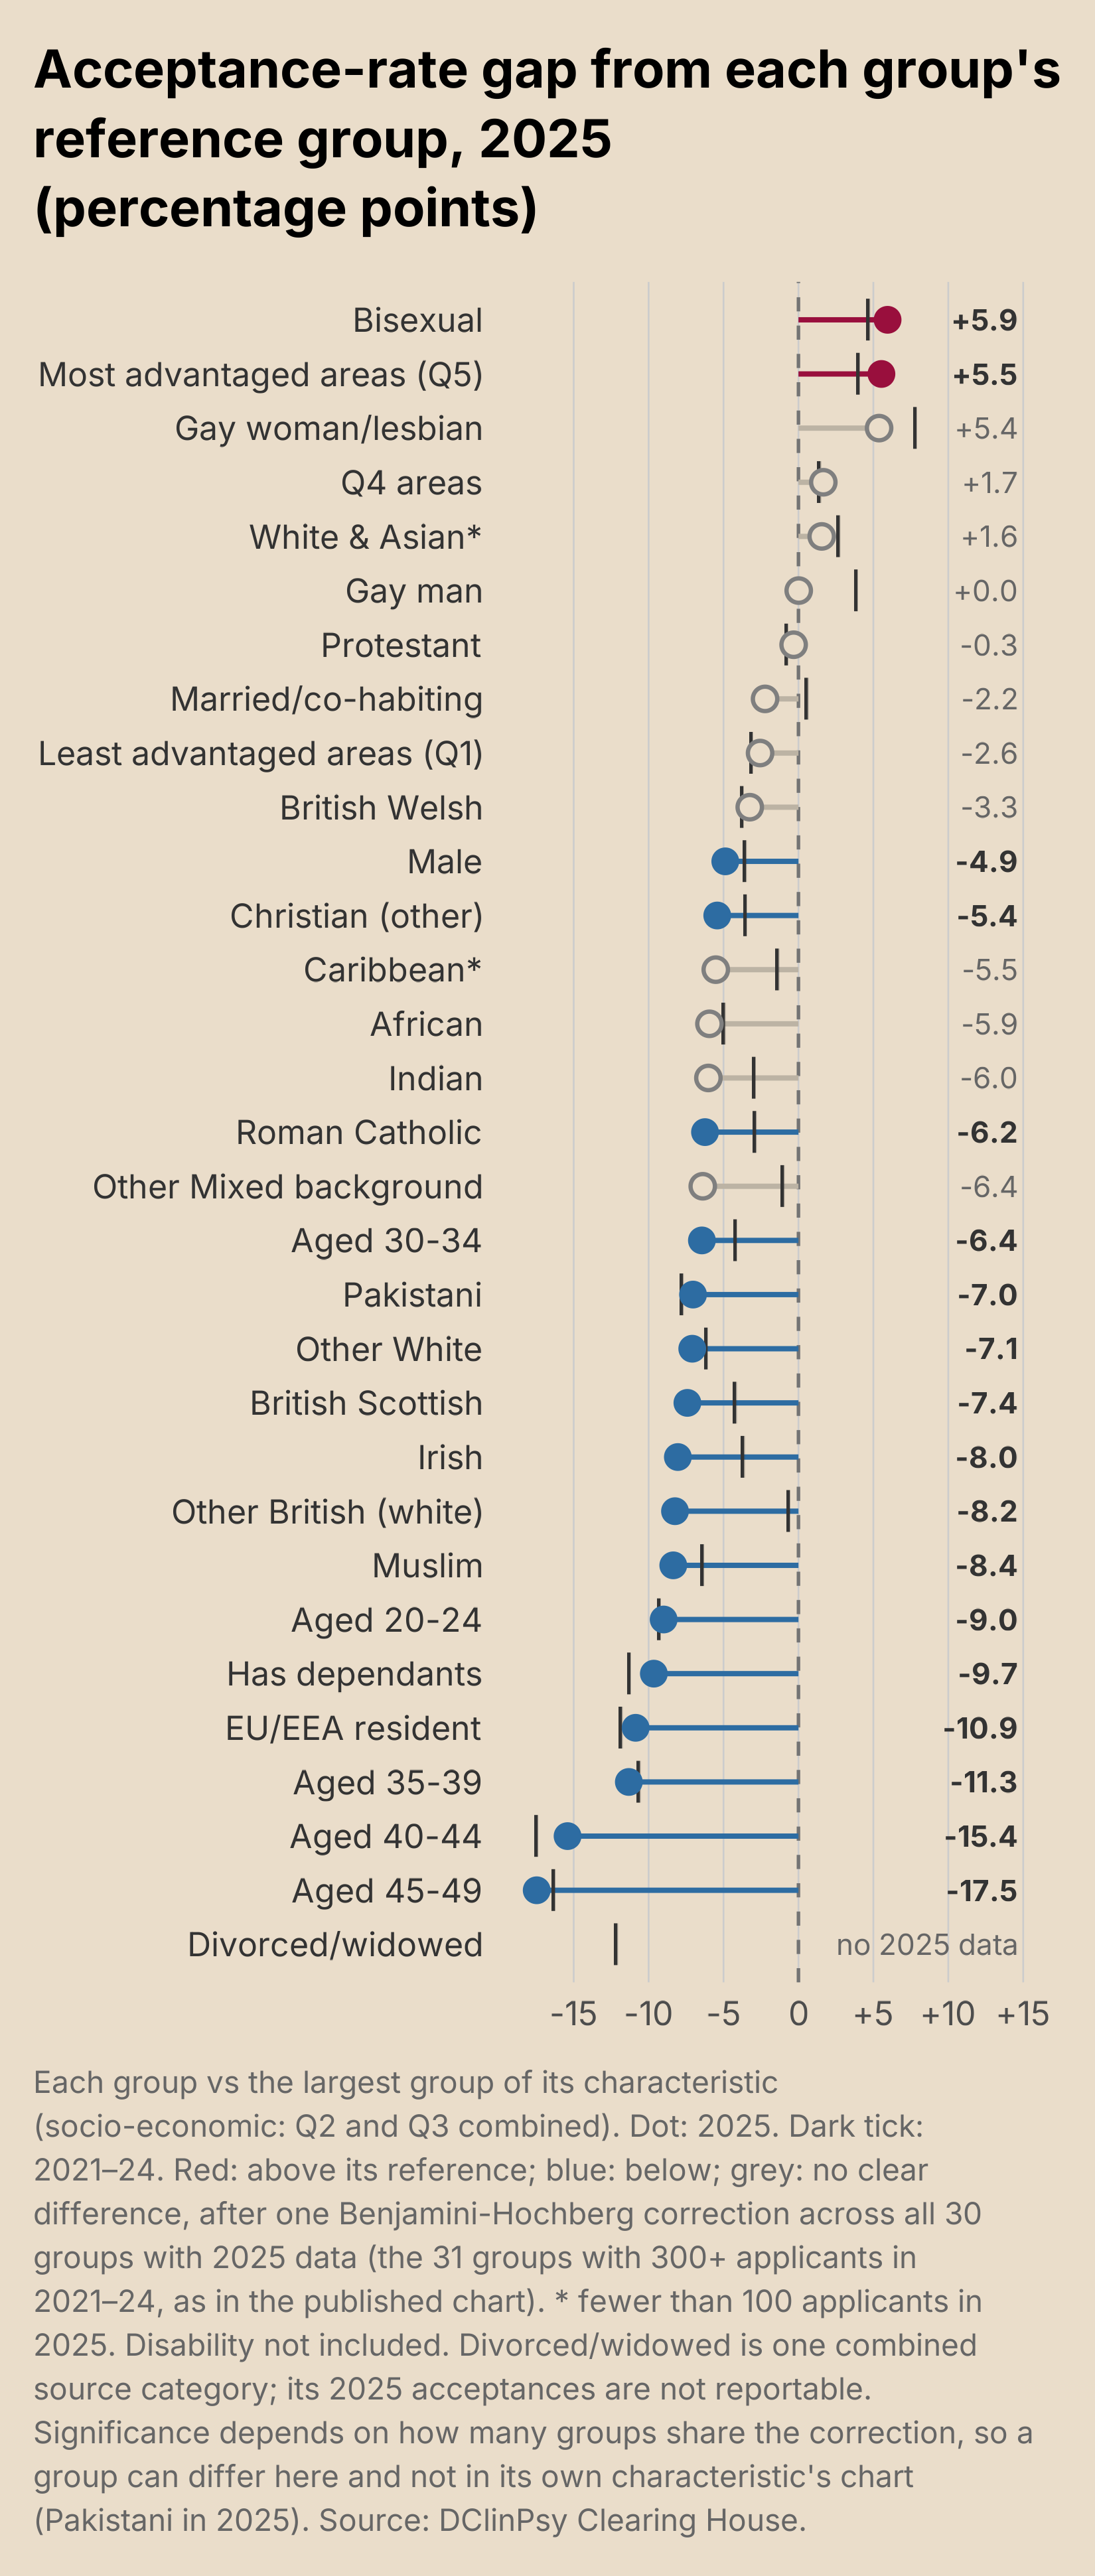 Acceptance-rate gap from each group's
reference group, 2025
(percentage points)
Bisexual +5.9
Most advantaged areas (Q5) +5.5
Gay woman/lesbian +5.4
Q4 areas +1.7
White & Asian* +1.6
Gay man +0.0
Protestant -0.3
Married/co-habiting -2.2
Least advantaged areas (Q1) -2.6
British Welsh -3.3
Male -4.9
Christian (other) -5.4
Caribbean* -5.5
African -5.9
Indian -6.0
Roman Catholic -6.2
Other Mixed background -6.4
Aged 30-34 -6.4
Pakistani -7.0
Other White -7.1
British Scottish -7.4
Irish -8.0
Other British (white) -8.2
Muslim -8.4
Aged 20-24 -9.0
Has dependants -9.7
EU/EEA resident -10.9
Aged 35-39 -11.3
Aged 40-44 -15.4
Aged 45-49 -17.5
Divorced/widowed no 2025 data
-15 -10 -5 0 +5 +10 +15
Each group vs the largest group of its characteristic
(socio-economic: Q2 and Q3 combined). Dot: 2025. Dark tick:
2021–24. Red: above its reference; blue: below; grey: no clear
difference, after one Benjamini-Hochberg correction across all 30
groups with 2025 data (the 31 groups with 300+ applicants in
2021–24, as in the published chart). * fewer than 100 applicants in
2025. Disability not included. Divorced/widowed is one combined
source category; its 2025 acceptances are not reportable.
Significance depends on how many groups share the correction, so a
group can differ here and not in its own characteristic's chart
(Pakistani in 2025). Source: DClinPsy Clearing House.